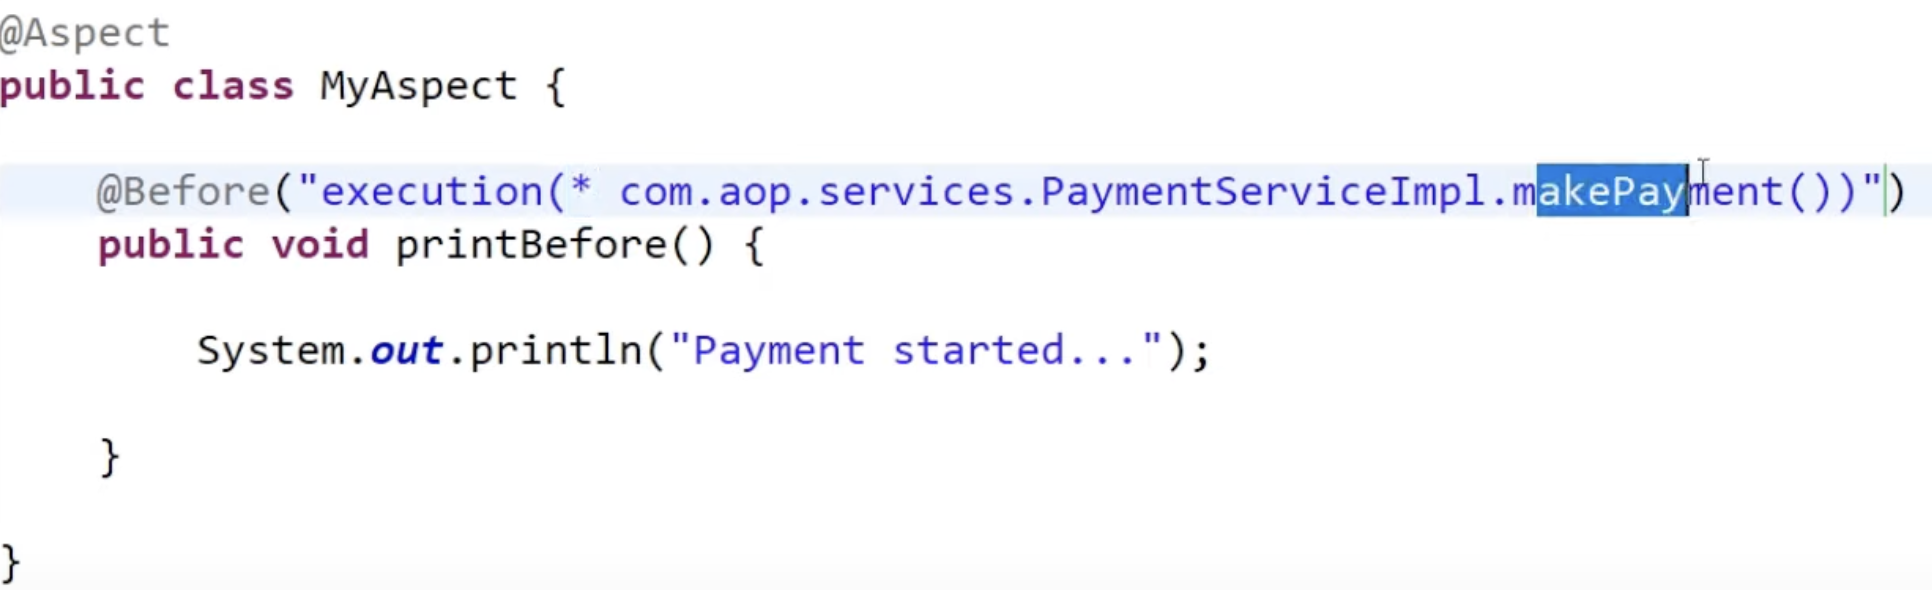 @Aspect
public class MyAspect {
@Before("execution(* com.aop.services.PaymentServiceImpl.makePayment())")
public void printBefore() {
System.out.println("Payment started...");
}
}